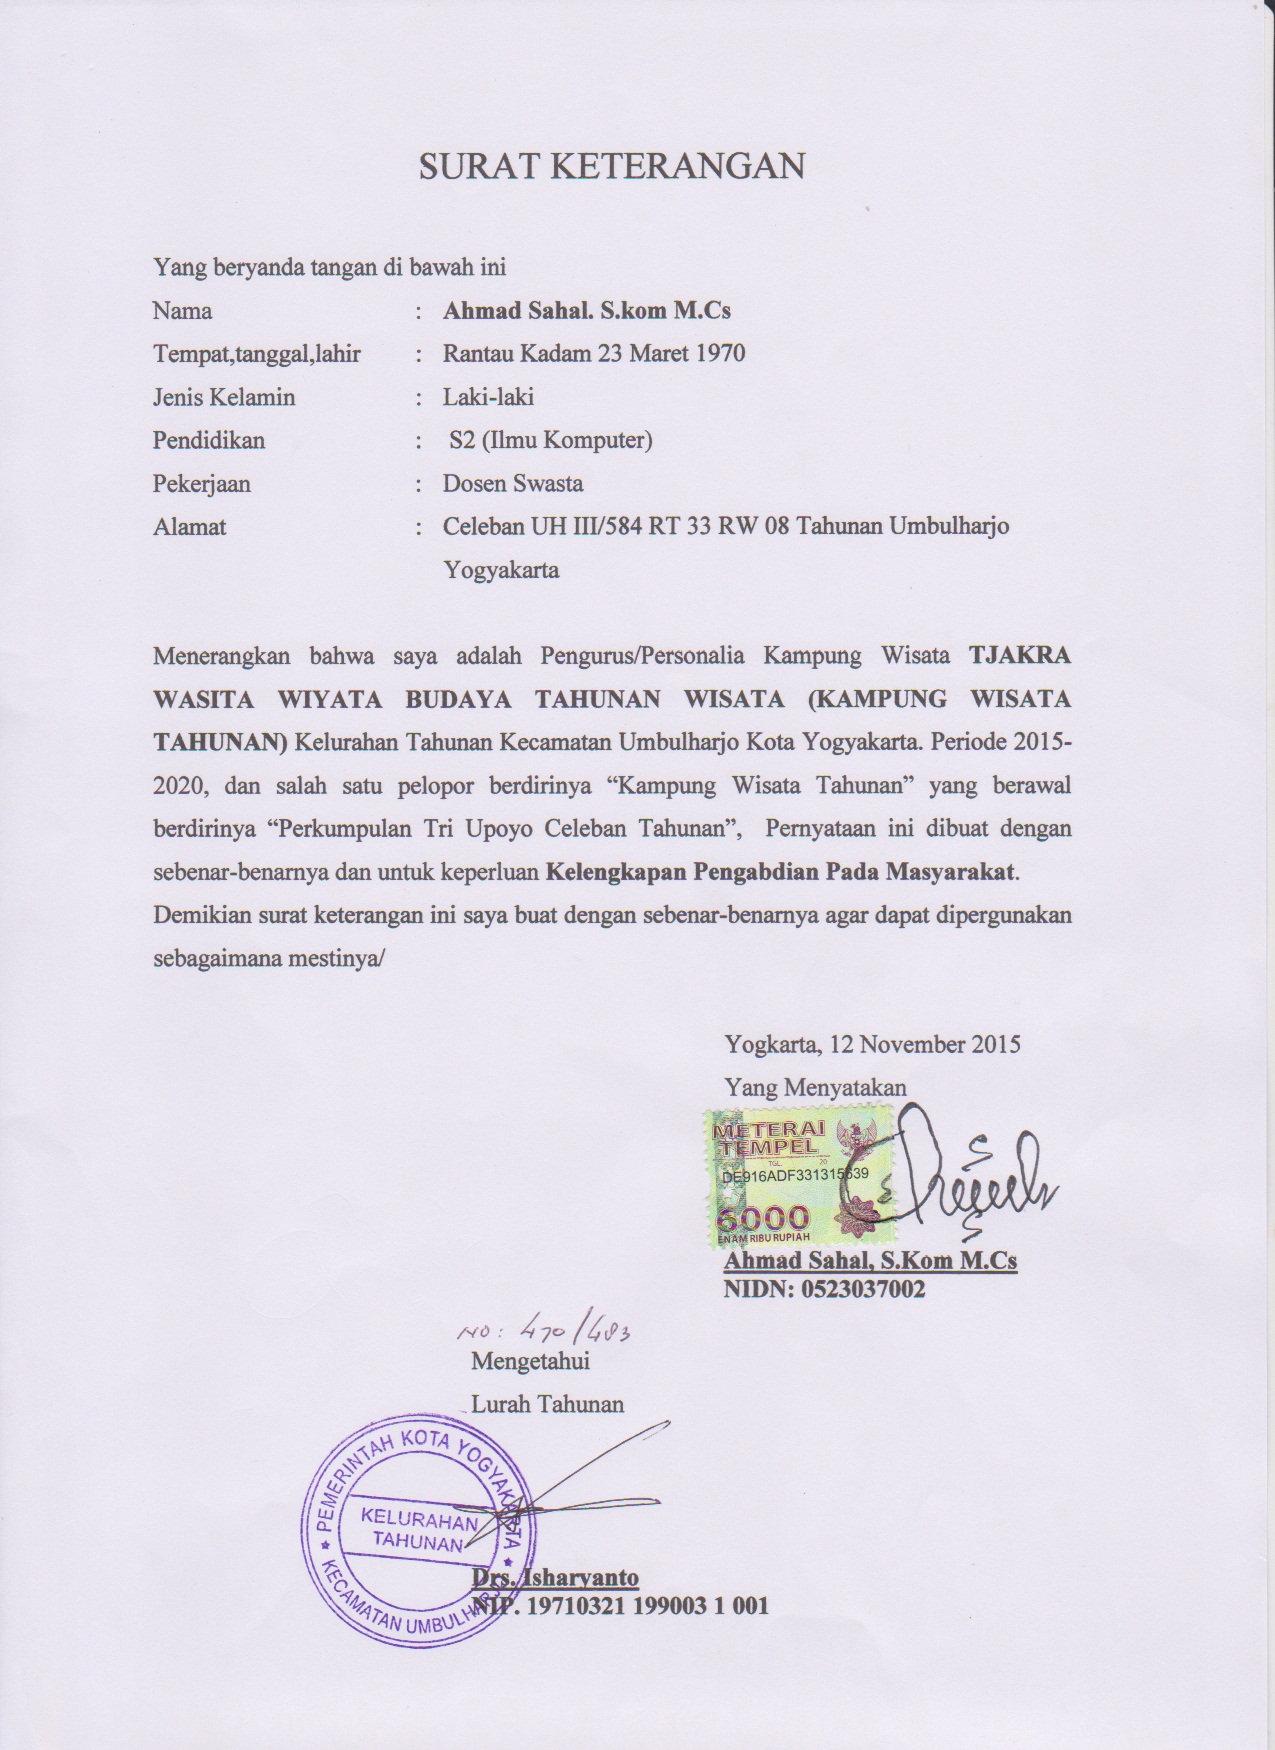 SURAT KETERANGAN
Yang beryanda tangan di bawah ini
Nama : Ahmad Sahal. S.kom M.Cs
Tempat,tanggal,lahir : Rantau Kadam 23 Maret 1970
Jenis Kelamin : Laki-laki
Pendidikan : S2 (Ilmu Komputer)
Pekerjaan : Dosen Swasta
Alamat : Celeban UH III/584 RT 33 RW 08 Tahunan Umbulharjo
Yogyakarta
Menerangkan bahwa saya adalah Pengurus/Personalia Kampung Wisata TJAKRA
WASITA WIYATA BUDAYA TAHUNAN WISATA (KAMPUNG WISATA
TAHUNAN) Kelurahan Tahunan Kecamatan Umbulharjo Kota Yogyakarta. Periode 2015-
2020, dan salah satu pelopor berdirinya “Kampung Wisata Tahunan” yang berawal
berdirinya “Perkumpulan Tri Upoyo Celeban Tahunan”, Pernyataan ini dibuat dengan
sebenar-benarnya dan untuk keperluan Kelengkapan Pengabdian Pada Masyarakat.
Demikian surat keterangan ini saya buat dengan sebenar-benarnya agar dapat dipergunakan
sebagaimana mestinya/
Yogkarta, 12 November 2015
Yang Menyatakan
METERAI
TEMPEL
TGL. 20
DE916ADF331315639
6000
ENAM RIBU RUPIAH
Ahmad Sahal, S.Kom M.Cs
NIDN: 0523037002
NO: 470/483
Mengetahui
Lurah Tahunan
PEMERINTAH KOTA YOGYAKARTA
KELURAHAN
TAHUNAN
KECAMATAN UMBULHARJO
Drs. Isharyanto
NIP. 19710321 199003 1 001